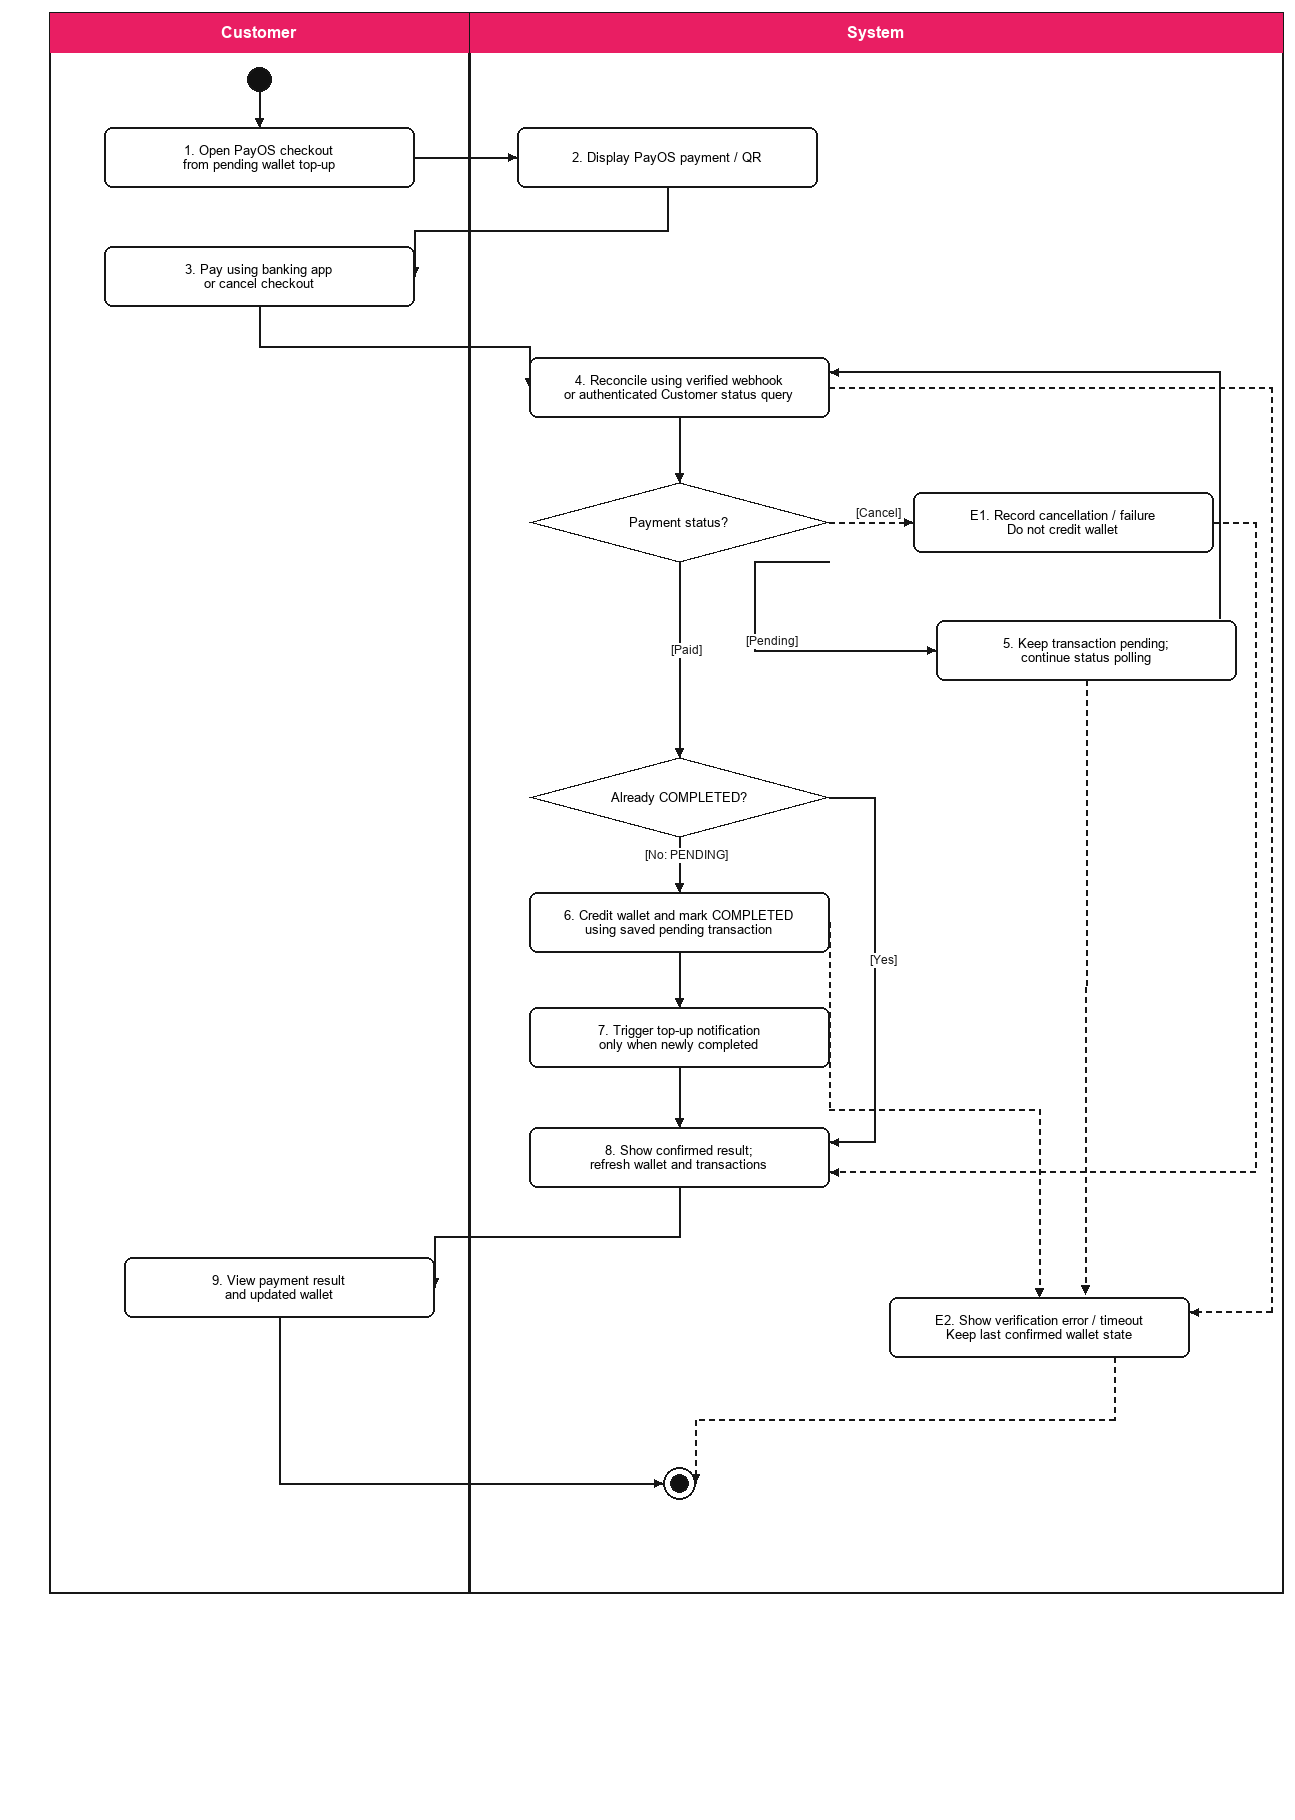 Customer
System
1. Open PayOS checkout
from pending wallet top-up
2. Display PayOS payment / QR
3. Pay using banking app
or cancel checkout
4. Reconcile using verified webhook
or authenticated Customer status query
Payment status?
[Cancel]
E1. Record cancellation / failure
Do not credit wallet
[Pending]
[Paid]
5. Keep transaction pending;
continue status polling
Already COMPLETED?
[No: PENDING]
6. Credit wallet and mark COMPLETED
using saved pending transaction
[Yes]
7. Trigger top-up notification
only when newly completed
8. Show confirmed result;
refresh wallet and transactions
9. View payment result
and updated wallet
E2. Show verification error / timeout
Keep last confirmed wallet state